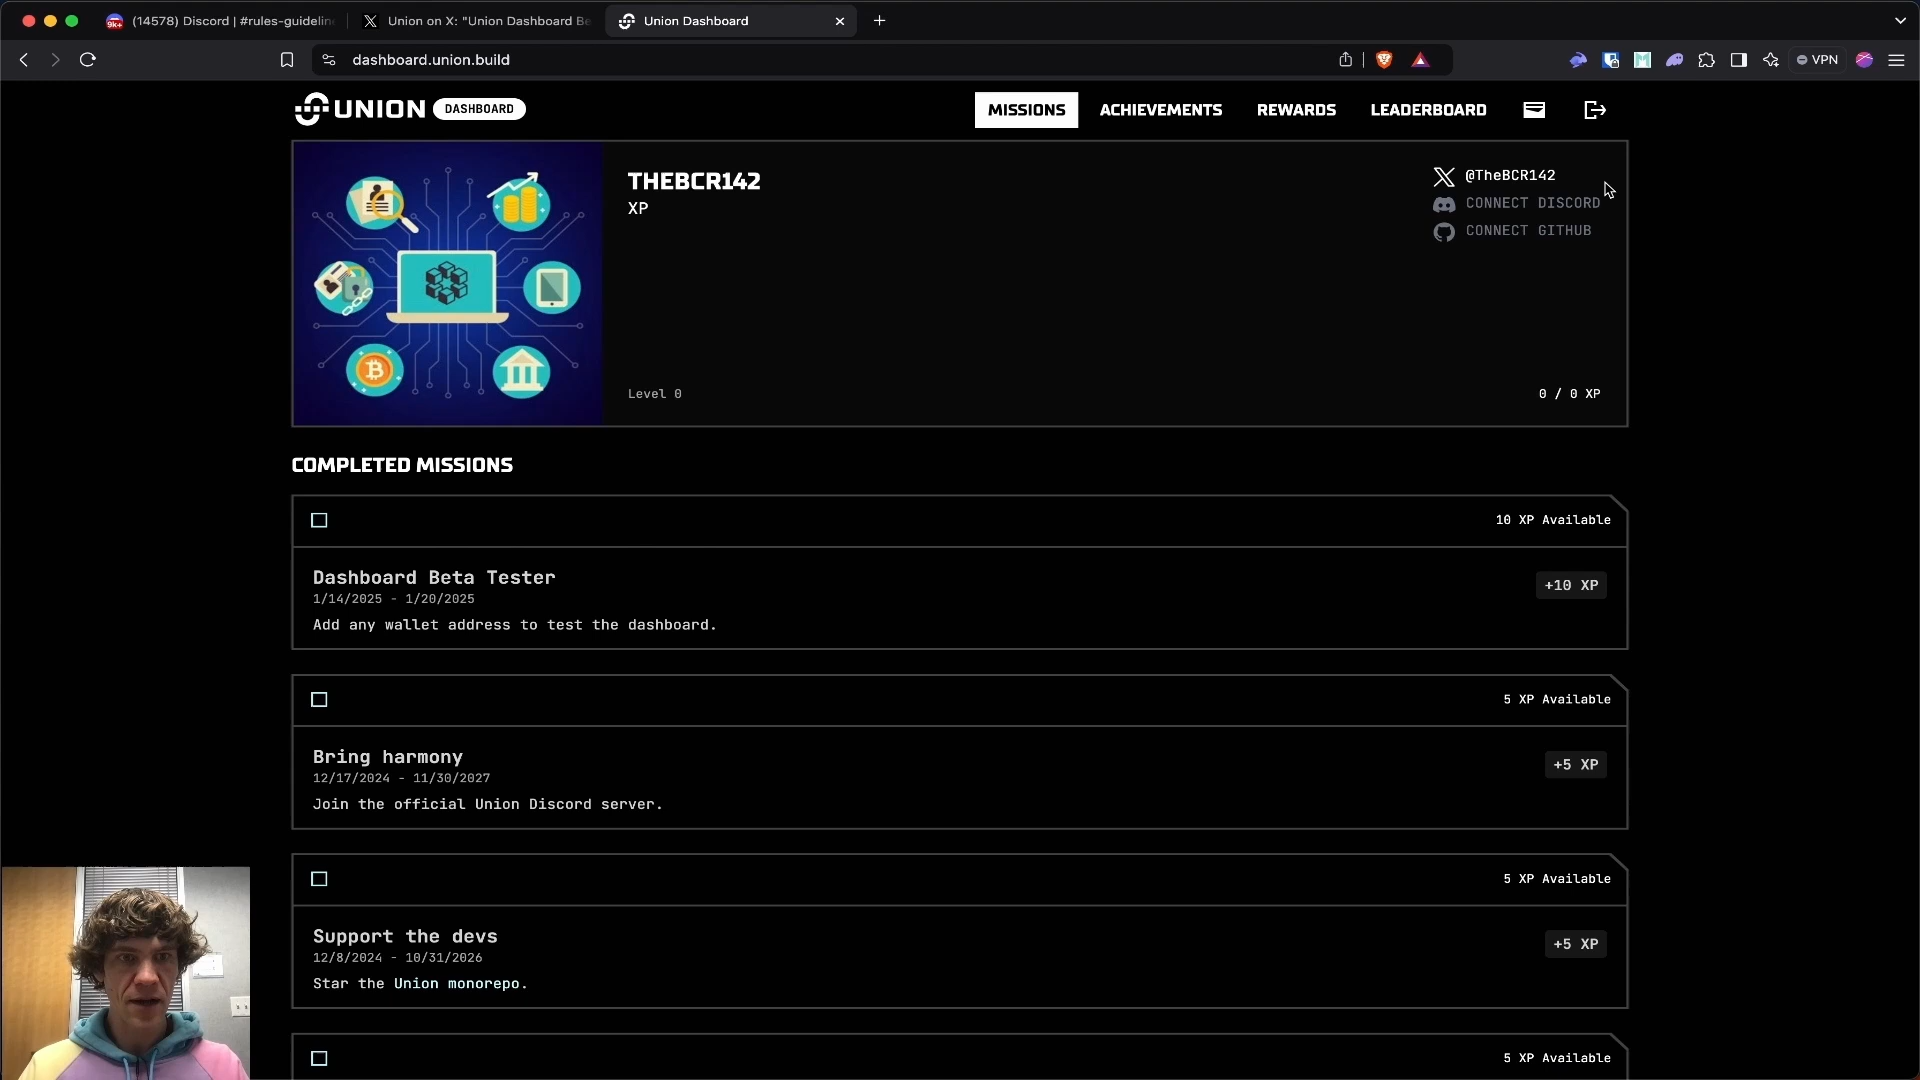 (14578) Discord | #rules-guideline
Union on X: "Union Dashboard Be
Union Dashboard
dashboard.union.build
VPN
UNION DASHBOARD
MISSIONS
ACHIEVEMENTS
REWARDS
LEADERBOARD
THEBCR142
XP
@TheBCR142
CONNECT DISCORD
CONNECT GITHUB
Level 0
0 / 0 XP
COMPLETED MISSIONS
10 XP Available
Dashboard Beta Tester
+10 XP
1/14/2025 - 1/20/2025
Add any wallet address to test the dashboard.
5 XP Available
Bring harmony
+5 XP
12/17/2024 - 11/30/2027
Join the official Union Discord server.
5 XP Available
Support the devs
+5 XP
12/8/2024 - 10/31/2026
Star the Union monorepo.
5 XP Available